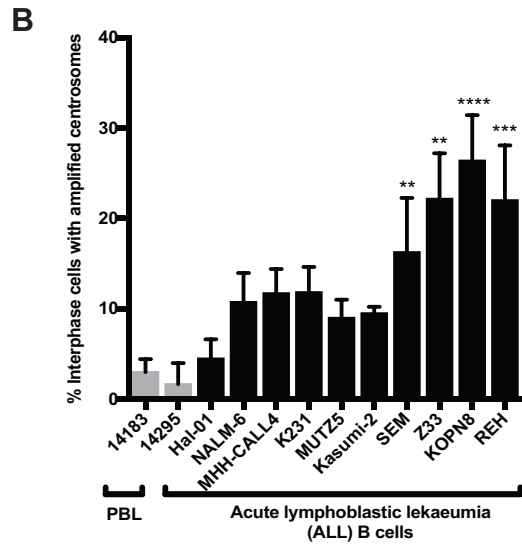 B
% Interphase cells with amplified centrosomes
40
30
20
10
0
**
**
****
***
14183
14295
Hal-01
NALM-6
MHH-CALL4
K231
MUTZ5
Kasumi-2
SEM
Z33
KOPN8
REH
PBL
Acute lymphoblastic lekaeumia
(ALL) B cells